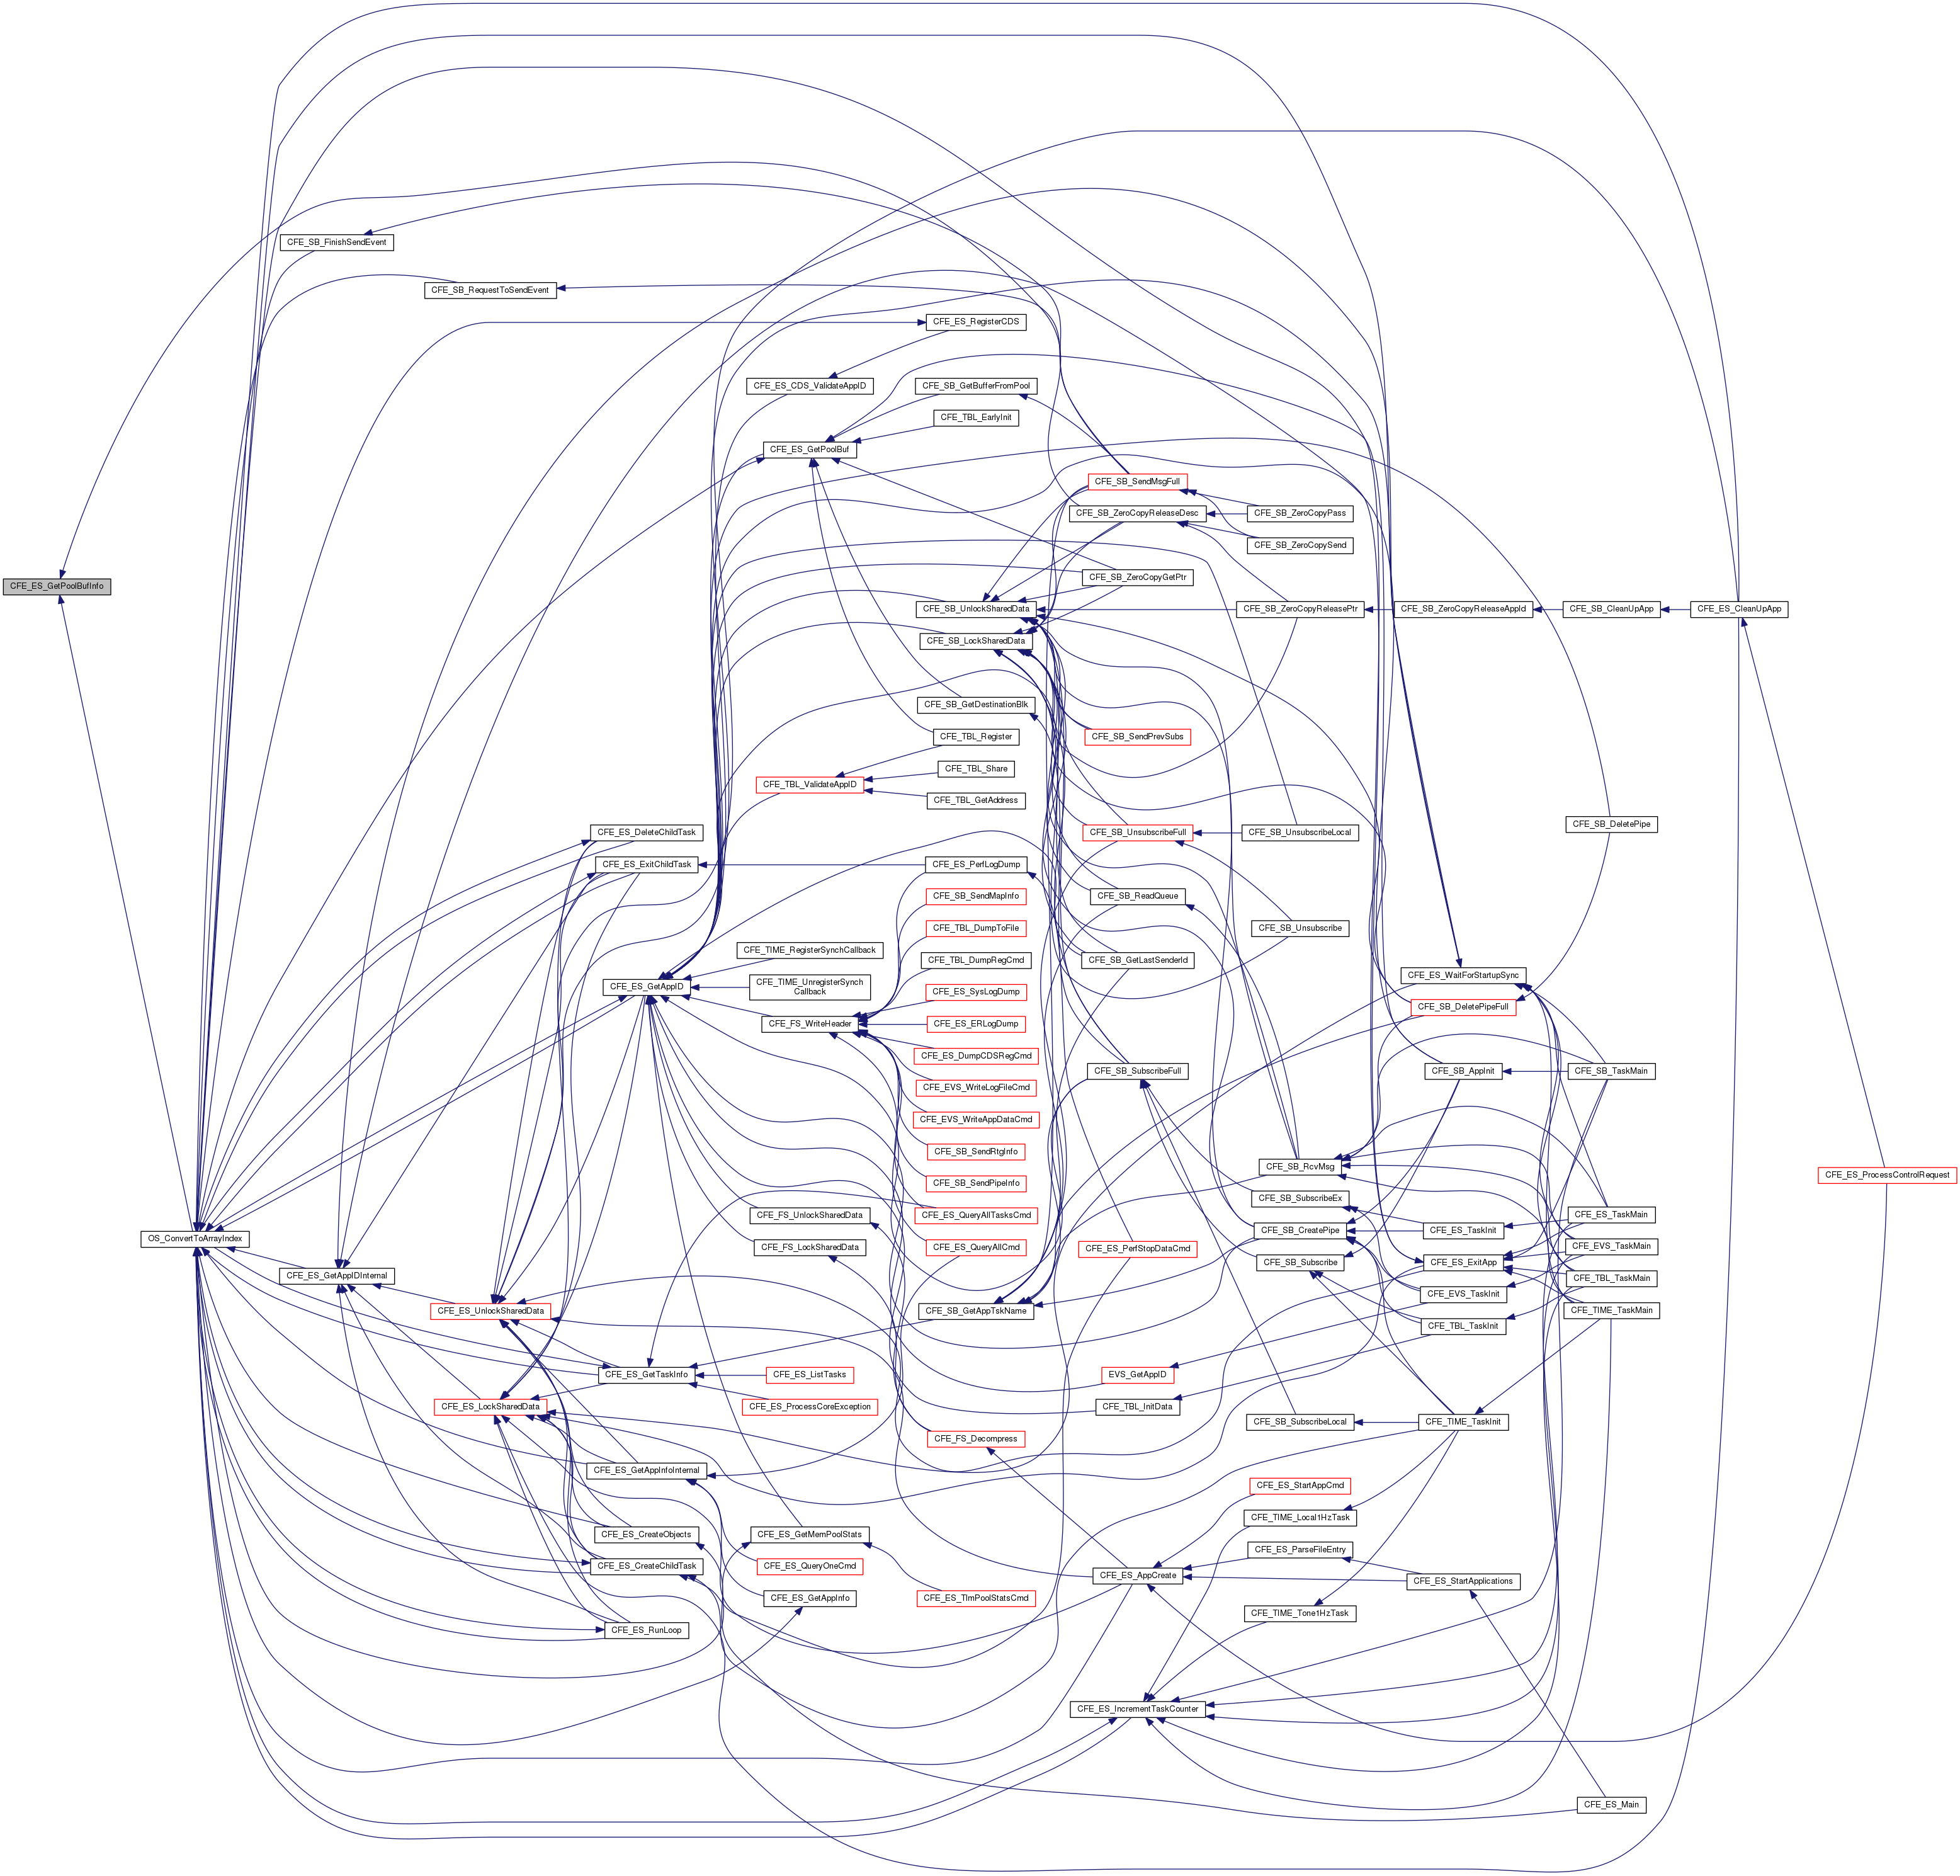 CFE_SB_FinishSendEvent
CFE_SB_RequestToSendEvent
CFE_ES_RegisterCDS
CFE_ES_CDS_ValidateAppID
CFE_SB_GetBufferFromPool
CFE_TBL_EarlyInit
CFE_ES_GetPoolBuf
CFE_SB_SendMsgFull
CFE_SB_ZeroCopyReleaseDesc
CFE_SB_ZeroCopyPass
CFE_SB_ZeroCopySend
CFE_ES_GetPoolBufInfo
CFE_SB_ZeroCopyGetPtr
CFE_SB_UnlockSharedData
CFE_SB_ZeroCopyReleasePtr
CFE_SB_ZeroCopyReleaseAppId
CFE_SB_CleanUpApp
CFE_ES_CleanUpApp
CFE_SB_LockSharedData
CFE_SB_GetDestinationBlk
CFE_TBL_Register
CFE_SB_SendPrevSubs
CFE_TBL_Share
CFE_TBL_ValidateAppID
CFE_TBL_GetAddress
CFE_SB_DeletePipe
CFE_ES_DeleteChildTask
CFE_SB_UnsubscribeFull
CFE_SB_UnsubscribeLocal
CFE_ES_ExitChildTask
CFE_ES_PerfLogDump
CFE_SB_SendMapInfo
CFE_SB_ReadQueue
CFE_TBL_DumpToFile
CFE_SB_Unsubscribe
CFE_TIME_RegisterSynchCallback
CFE_TBL_DumpRegCmd
CFE_SB_GetLastSenderId
CFE_ES_WaitForStartupSync
CFE_ES_GetAppID
CFE_TIME_UnregisterSynch
Callback
CFE_ES_SysLogDump
CFE_SB_DeletePipeFull
CFE_FS_WriteHeader
CFE_ES_ERLogDump
CFE_ES_DumpCDSRegCmd
CFE_SB_SubscribeFull
CFE_SB_AppInit
CFE_SB_TaskMain
CFE_EVS_WriteLogFileCmd
CFE_EVS_WriteAppDataCmd
CFE_SB_SendRtgInfo
CFE_SB_RcvMsg
CFE_ES_ProcessControlRequest
CFE_SB_SendPipeInfo
CFE_SB_SubscribeEx
CFE_FS_UnlockSharedData
CFE_ES_QueryAllTasksCmd
CFE_ES_TaskMain
CFE_SB_CreatePipe
CFE_ES_TaskInit
OS_ConvertToArrayIndex
CFE_FS_LockSharedData
CFE_ES_QueryAllCmd
CFE_ES_PerfStopDataCmd
CFE_EVS_TaskMain
CFE_SB_Subscribe
CFE_ES_ExitApp
CFE_ES_GetAppIDInternal
CFE_TBL_TaskMain
CFE_EVS_TaskInit
CFE_ES_UnlockSharedData
CFE_SB_GetAppTskName
CFE_TIME_TaskMain
CFE_TBL_TaskInit
CFE_ES_GetTaskInfo
CFE_ES_ListTasks
EVS_GetAppID
CFE_ES_LockSharedData
CFE_ES_ProcessCoreException
CFE_TBL_InitData
CFE_SB_SubscribeLocal
CFE_TIME_TaskInit
CFE_FS_Decompress
CFE_ES_GetAppInfoInternal
CFE_ES_StartAppCmd
CFE_TIME_Local1HzTask
CFE_ES_CreateObjects
CFE_ES_GetMemPoolStats
CFE_ES_ParseFileEntry
CFE_ES_CreateChildTask
CFE_ES_QueryOneCmd
CFE_ES_AppCreate
CFE_ES_StartApplications
CFE_ES_GetAppInfo
CFE_ES_TlmPoolStatsCmd
CFE_TIME_Tone1HzTask
CFE_ES_RunLoop
CFE_ES_IncrementTaskCounter
CFE_ES_Main